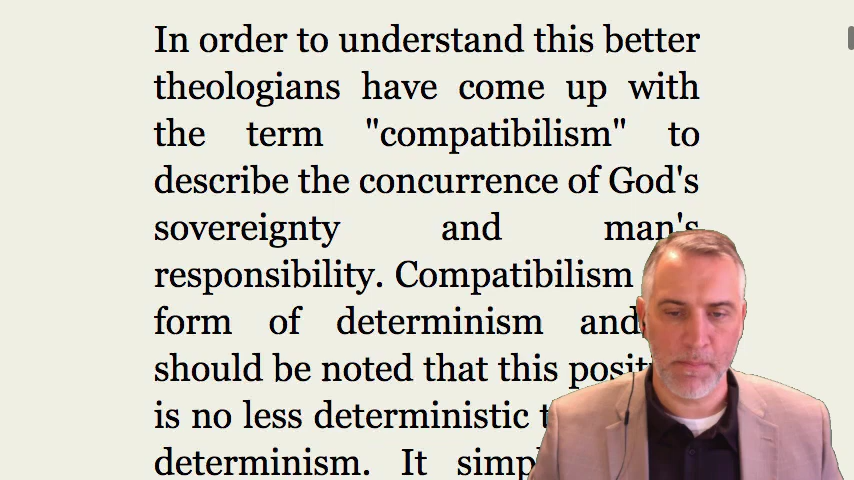 In order to understand this better
theologians have come up with
the term "compatibilism" to
describe the concurrence of God's
sovereignty and man's
responsibility. Compatibilism
form of determinism and
should be noted that this
is no less deterministic
determinism. It